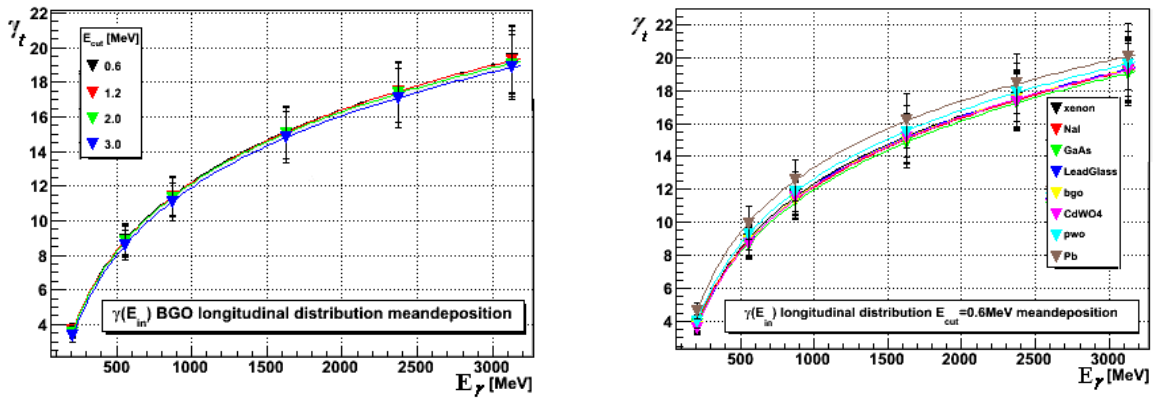 γt
22
20
18
16
14
12
10
8
6
4
Ecut [MeV]
0.6
1.2
2.0
3.0
γ(Ein) BGO longitudinal distribution meandeposition
500 1000 1500 2000 2500 3000
Eγ [MeV]
γt
22
20
18
16
14
12
10
8
6
4
xenon
NaI
GaAs
LeadGlass
bgo
CdWO4
pwo
Pb
γ(Ein) longitudinal distribution Ecut=0.6MeV meandeposition
500 1000 1500 2000 2500 3000
Eγ [MeV]